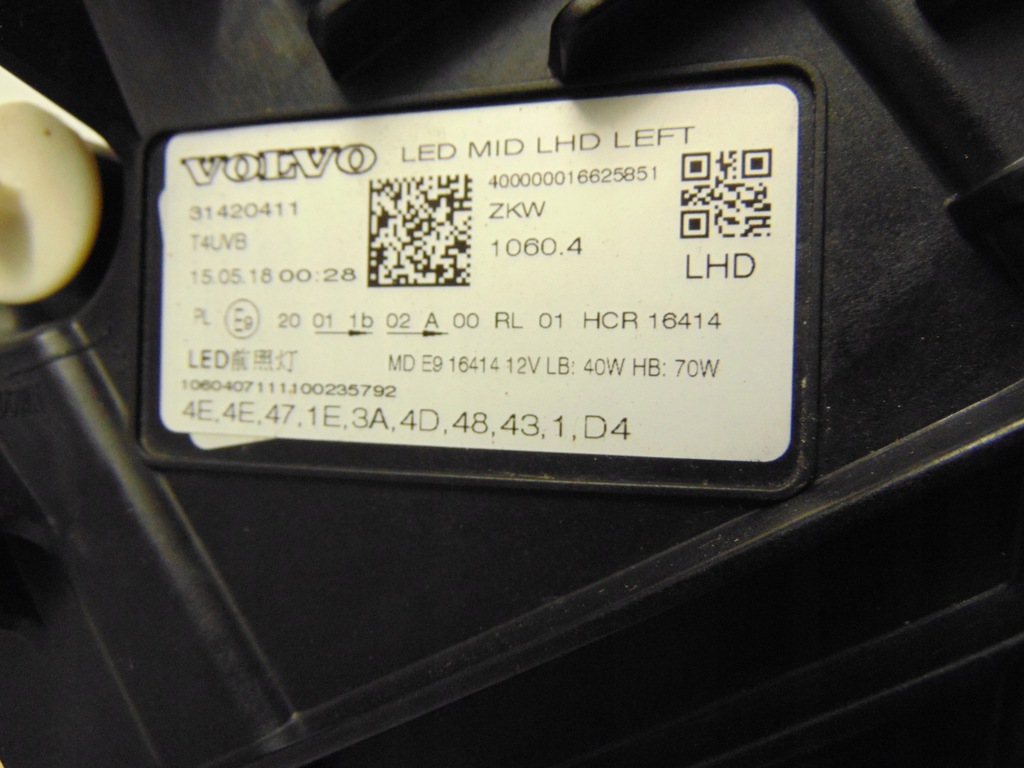 VOLVO LED MID LHD LEFT
31420411
400000016625851
T4UVB
ZKW
15.05.18 00:28
1060.4
LHD
PL E9 20 01 1b 02 A 00 RL 01 HCR 16414
LED前照灯 MD E9 16414 12V LB: 40W HB: 70W
1060407111100235792
4E,4E,47,1E,3A,4D,48,43,1,D4